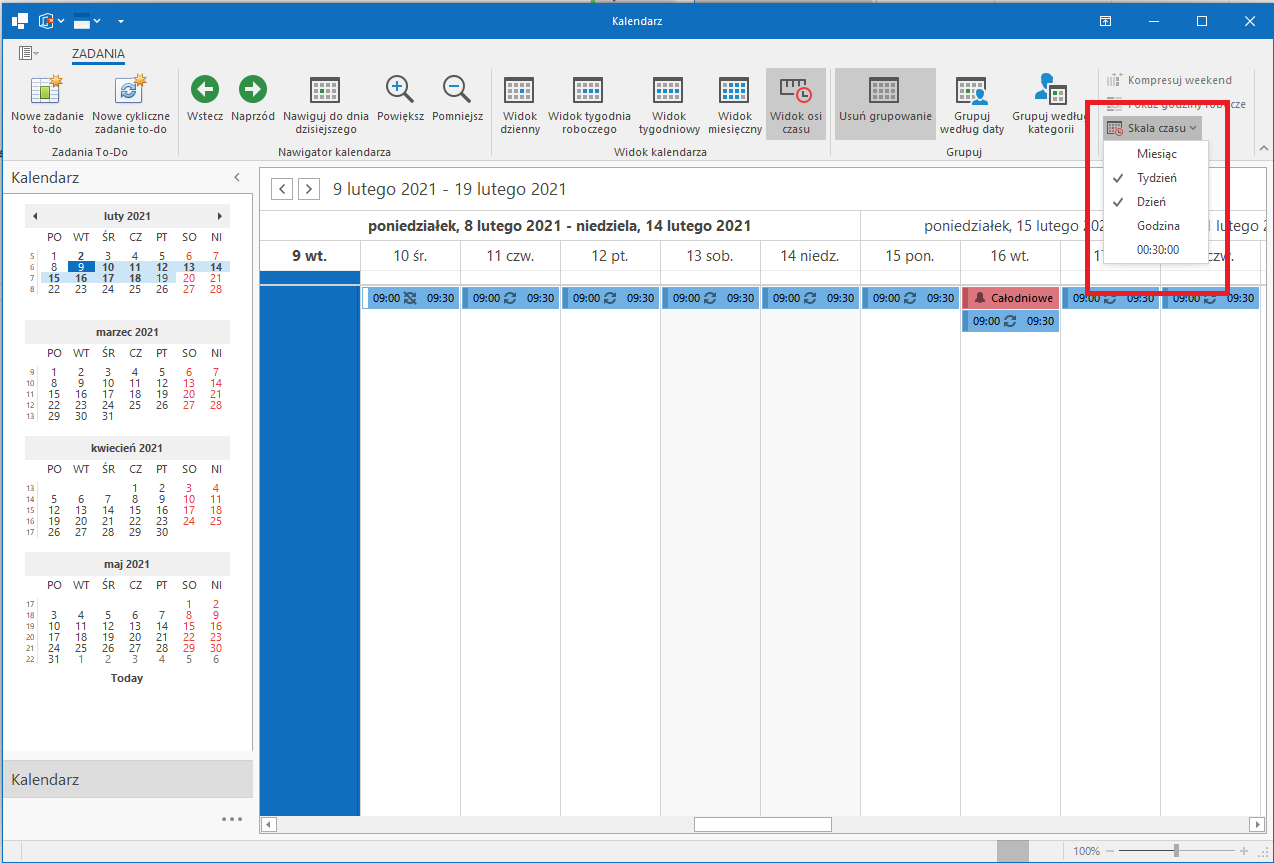 Kalendarz
ZADANIA
Nowe zadanie to-do
Nowe cykliczne zadanie to-do
Wstecz
Naprzód
Nawiguj do dnia dzisiejszego
Powiększ
Pomniejsz
Widok dzienny
Widok tygodnia roboczego
Widok tygodniowy
Widok miesięczny
Widok osi czasu
Usuń grupowanie
Grupuj według daty
Grupuj według kategorii
Kompresuj weekend
Pokaż godziny robocze
Skala czasu
Zadania To-Do
Nawigator kalendarza
Widok kalendarza
Grupuj
Miesiąc
Tydzień
Dzień
Godzina
00:30:00
Kalendarz
luty 2021
PO WT ŚR CZ PT SO NI
5 1 2 3 4 5 6 7
6 8 9 10 11 12 13 14
7 15 16 17 18 19 20 21
8 22 23 24 25 26 27 28
marzec 2021
PO WT ŚR CZ PT SO NI
9 1 2 3 4 5 6 7
10 8 9 10 11 12 13 14
11 15 16 17 18 19 20 21
12 22 23 24 25 26 27 28
13 29 30 31
kwiecień 2021
PO WT ŚR CZ PT SO NI
13 1 2 3 4
14 5 6 7 8 9 10 11
15 12 13 14 15 16 17 18
16 19 20 21 22 23 24 25
17 26 27 28 29 30
maj 2021
PO WT ŚR CZ PT SO NI
17 1 2
18 3 4 5 6 7 8 9
19 10 11 12 13 14 15 16
20 17 18 19 20 21 22 23
21 24 25 26 27 28 29 30
22 31 1 2 3 4 5 6
Today
Kalendarz
9 lutego 2021 - 19 lutego 2021
poniedziałek, 8 lutego 2021 - niedziela, 14 lutego 2021
poniedziałek, 15 lutego lutego 2
9 wt. 10 śr. 11 czw. 12 pt. 13 sob. 14 niedz. 15 pon. 16 wt.
09:00 09:30 09:00 09:30 09:00 09:30 09:00 09:30 09:00 09:30 09:00 09:30 Całodniowe 09:00 09:30 09:00 09:30
09:00 09:30
100%